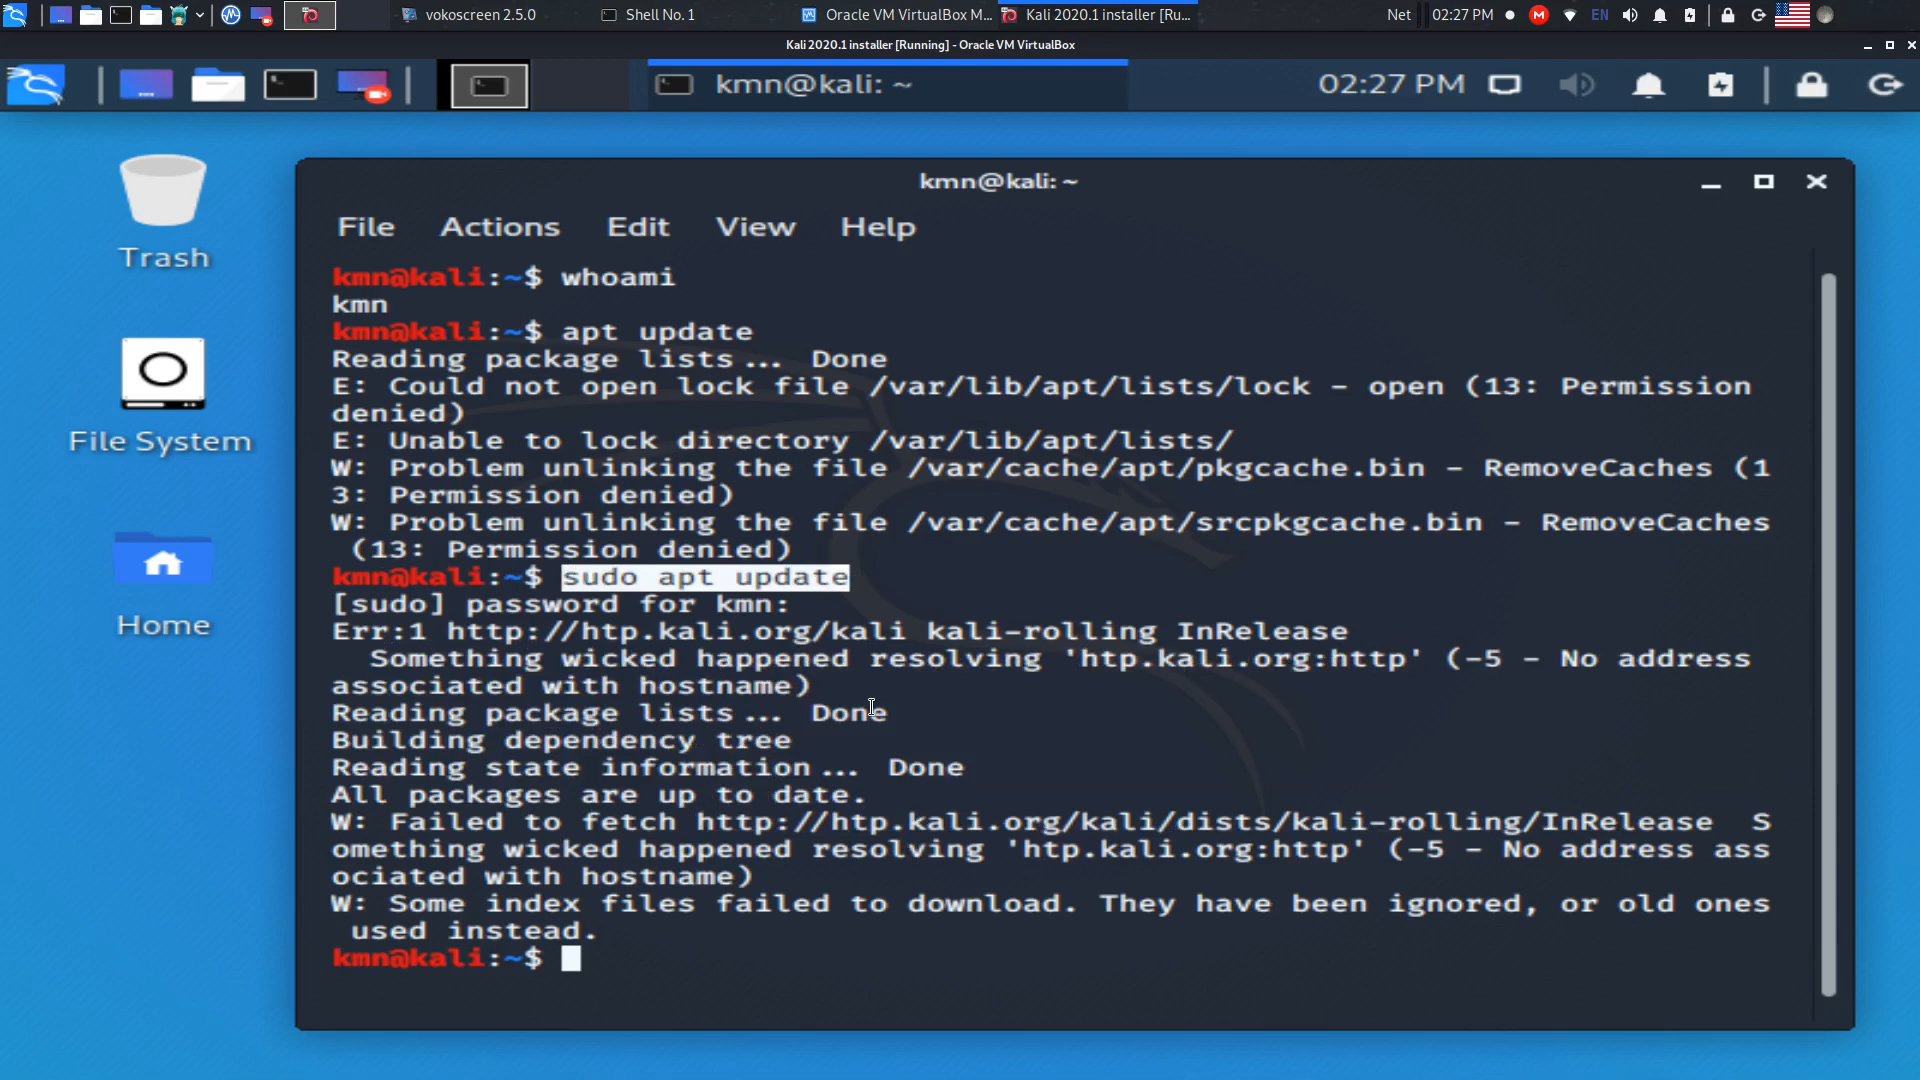 vokoscreen 2.5.0
Shell No. 1
Oracle VM VirtualBox M...
Kali 2020.1 installer [Ru...
Net
02:27 PM
EN
Kali 2020.1 installer [Running] - Oracle VM VirtualBox
kmn@kali: ~
02:27 PM
Trash
File System
Home
kmn@kali: ~
File Actions Edit View Help
kmn@kali:~$ whoami
kmn
kmn@kali:~$ apt update
Reading package lists... Done
E: Could not open lock file /var/lib/apt/lists/lock - open (13: Permission
denied)
E: Unable to lock directory /var/lib/apt/lists/
W: Problem unlinking the file /var/cache/apt/pkgcache.bin - RemoveCaches (1
3: Permission denied)
W: Problem unlinking the file /var/cache/apt/srcpkgcache.bin - RemoveCaches
(13: Permission denied)
kmn@kali:~$ sudo apt update
[sudo] password for kmn:
Err:1 http://htp.kali.org/kali kali-rolling InRelease
Something wicked happened resolving 'htp.kali.org:http' (-5 - No address
associated with hostname)
Reading package lists... Done
Building dependency tree
Reading state information... Done
All packages are up to date.
W: Failed to fetch http://htp.kali.org/kali/dists/kali-rolling/InRelease S
omething wicked happened resolving 'htp.kali.org:http' (-5 - No address ass
ociated with hostname)
W: Some index files failed to download. They have been ignored, or old ones
used instead.
kmn@kali:~$